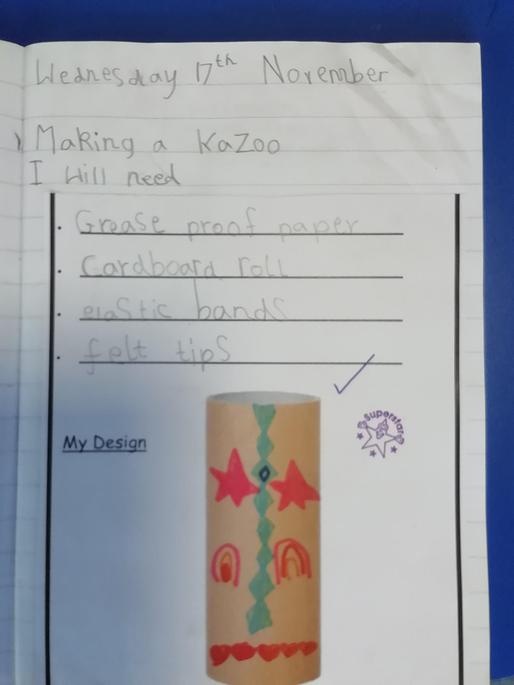 Wednesday 17th November
Making a Kazoo
I will need
. Grease proof paper
. Cardboard roll
. elastic bands
. felt tips
Superstar
My Design